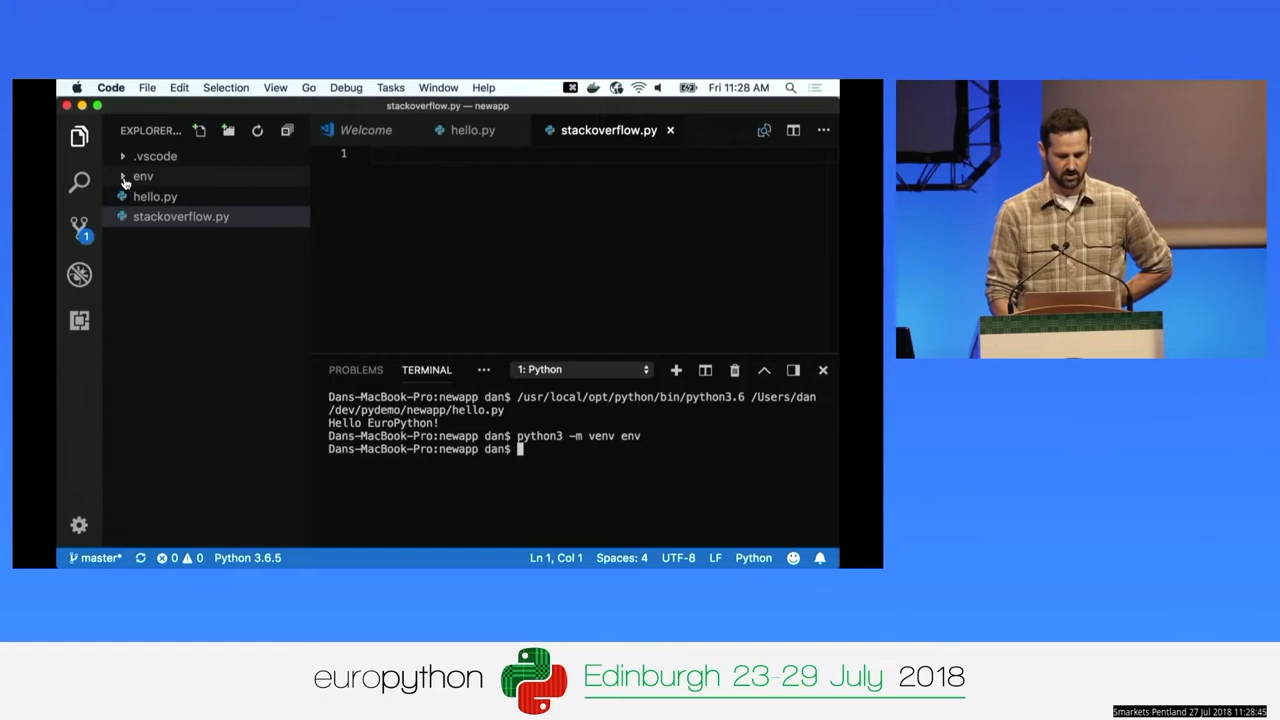 Code File Edit Selection View Go Debug Tasks Window Help Fri 11:28 AM
stackoverflow.py — newapp
EXPLORER... Welcome hello.py stackoverflow.py
.vscode
env
hello.py
stackoverflow.py
1
1
PROBLEMS TERMINAL 1: Python
Dans-MacBook-Pro:newapp dan$ /usr/local/opt/python/bin/python3.6 /Users/dan
/dev/pydemo/newapp/hello.py
Hello EuroPython!
Dans-MacBook-Pro:newapp dan$ python3 -m venv env
Dans-MacBook-Pro:newapp dan$
master* 0 0 Python 3.6.5 Ln 1, Col 1 Spaces: 4 UTF-8 LF Python
europython Edinburgh 23-29 July 2018
Smarkets Pentland 27 Jul 2018 11:28:45